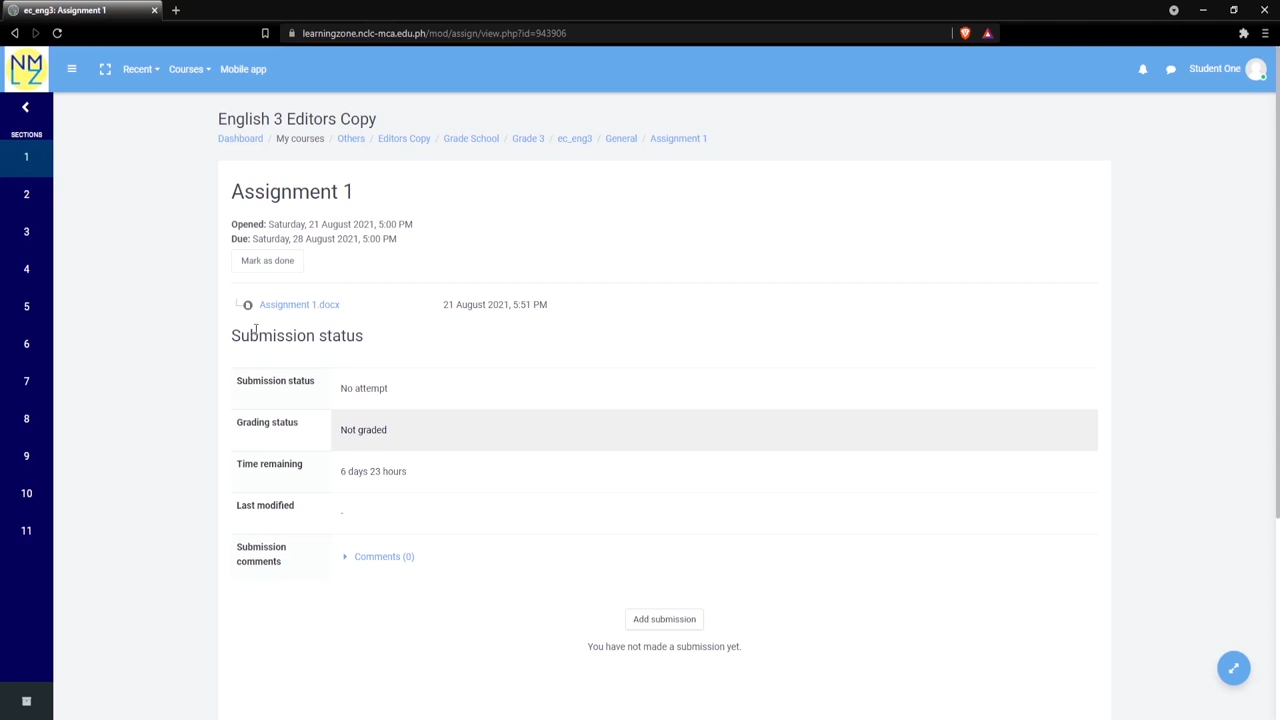 ec_eng3: Assignment 1
learningzone.nclc-mca.edu.ph/mod/assign/view.php?id=943906
NM
LZ
Recent Courses Mobile app
Student One
SECTIONS
1
2
3
4
5
6
7
8
9
10
11
English 3 Editors Copy
Dashboard / My courses / Others / Editors Copy / Grade School / Grade 3 / ec_eng3 / General / Assignment 1
Assignment 1
Opened: Saturday, 21 August 2021, 5:00 PM
Due: Saturday, 28 August 2021, 5:00 PM
Mark as done
Assignment 1.docx 21 August 2021, 5:51 PM
Submission status
Submission status No attempt
Grading status Not graded
Time remaining 6 days 23 hours
Last modified -
Submission
comments
Comments (0)
Add submission
You have not made a submission yet.